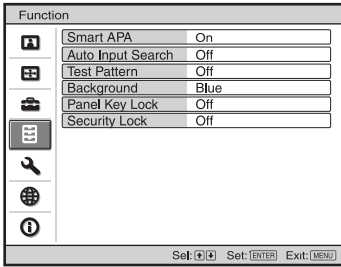 Function
Smart APA On
Auto Input Search Off
Test Pattern Off
Background Blue
Panel Key Lock Off
Security Lock Off
Sel: Set: ENTER Exit: MENU